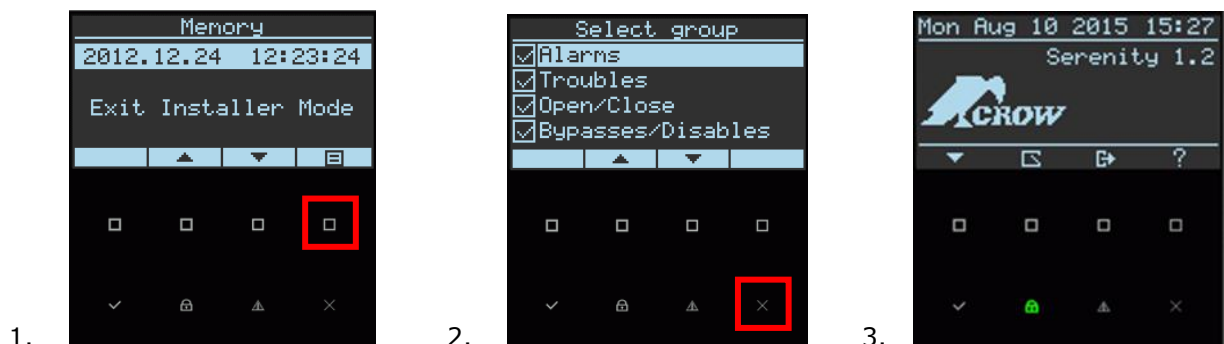 Memory
2012.12.24 12:23:24
Exit Installer Mode
1.
Select group
Alarms
Troubles
Open/Close
Bypasses/Disables
2.
Mon Aug 10 2015 15:27
Serenity 1.2
CROW
?
3.